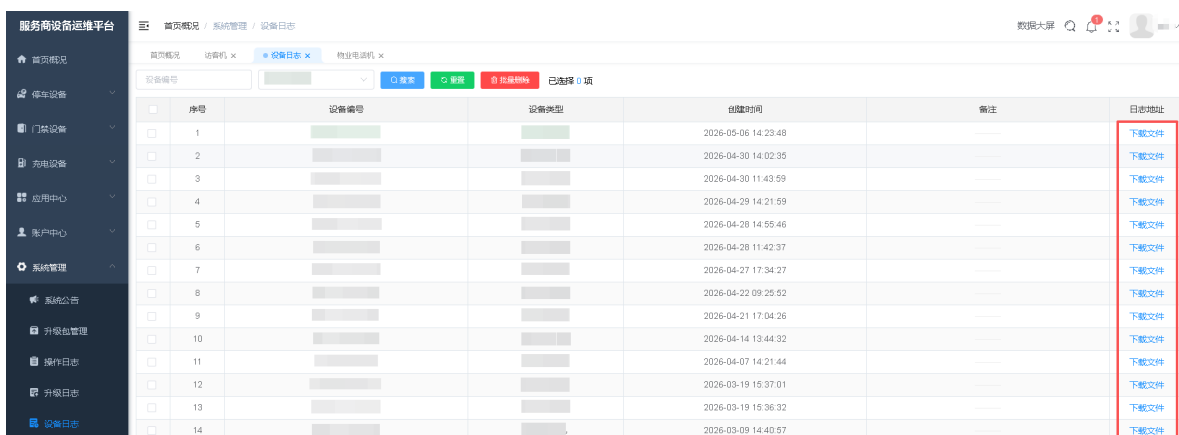 服务商设备运维平台
首页概况 / 系统管理 / 设备日志
数据大屏
1
首页概况
访客机 ×
设备日志 ×
物业电话机 ×
设备编号
搜索
重置
批量删除
已选择 0 项
首页概况
停车设备
门禁设备
充电设备
应用中心
账户中心
系统管理
系统公告
升级包管理
操作日志
升级日志
设备日志
序号 设备编号 设备类型 创建时间 备注 日志地址
1 2026-05-06 14:23:48 下载文件
2 2026-04-30 14:02:35 下载文件
3 2026-04-30 11:43:59 下载文件
4 2026-04-29 14:21:59 下载文件
5 2026-04-28 14:55:46 下载文件
6 2026-04-28 11:42:37 下载文件
7 2026-04-27 17:34:27 下载文件
8 2026-04-22 09:25:52 下载文件
9 2026-04-21 17:04:26 下载文件
10 2026-04-14 13:44:32 下载文件
11 2026-04-07 14:21:44 下载文件
12 2026-03-19 15:37:01 下载文件
13 2026-03-19 15:36:32 下载文件
14 2026-03-09 14:40:57 下载文件